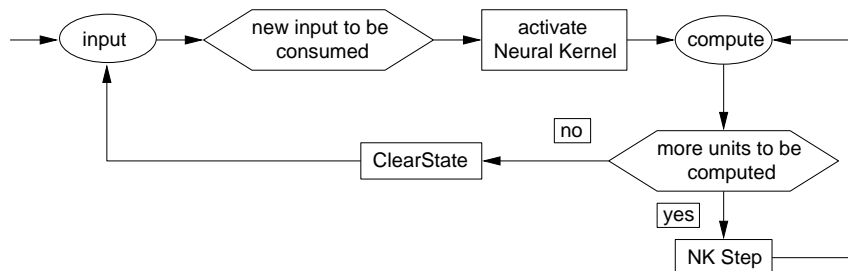 input
new input to be
consumed
activate
Neural Kernel
compute
no
ClearState
more units to be
computed
yes
NK Step